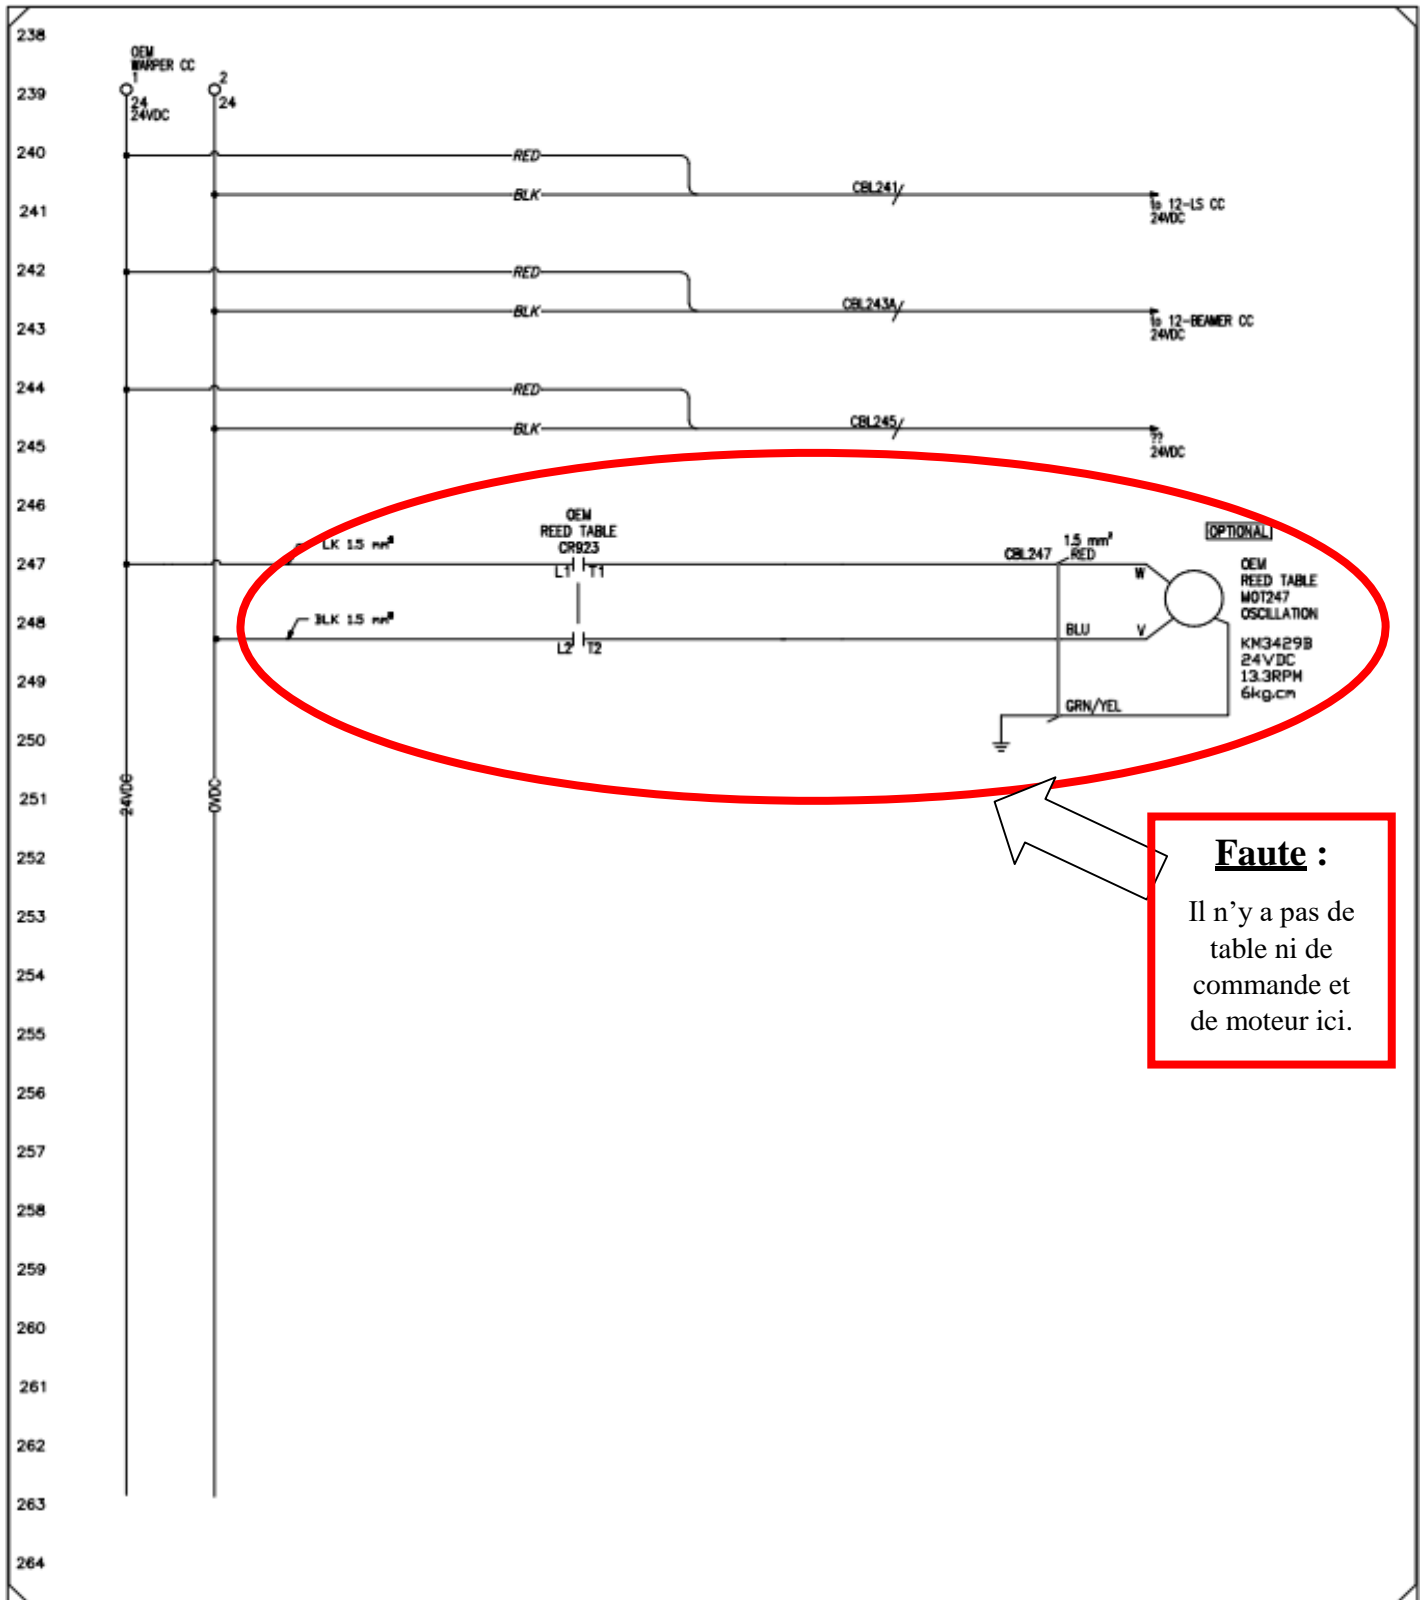 238
OEM
WARPER CC
1
2
239
24
24VDC
24
240
RED
BLK
CBL241
241
to 12-LS CC
24VDC
242
RED
BLK
CBL243A
243
to 12-BEAMER CC
24VDC
244
RED
BLK
CBL245
245
??
24VDC
246
OEM
REED TABLE
CR923
LK 1.5 mm²
L1 T1
247
CBL247
1.5 mm²
RED
W
OPTIONAL
OEM
REED TABLE
MOT247
OSCILLATION
248
BLK 1.5 mm²
L2 T2
BLU
V
KM3429B
24VDC
13.3RPM
6kg.cm
249
GRN/YEL
250
24VDC
0VDC
251
Faute :
Il n’y a pas de
table ni de
commande et
de moteur ici.
252
253
254
255
256
257
258
259
260
261
262
263
264